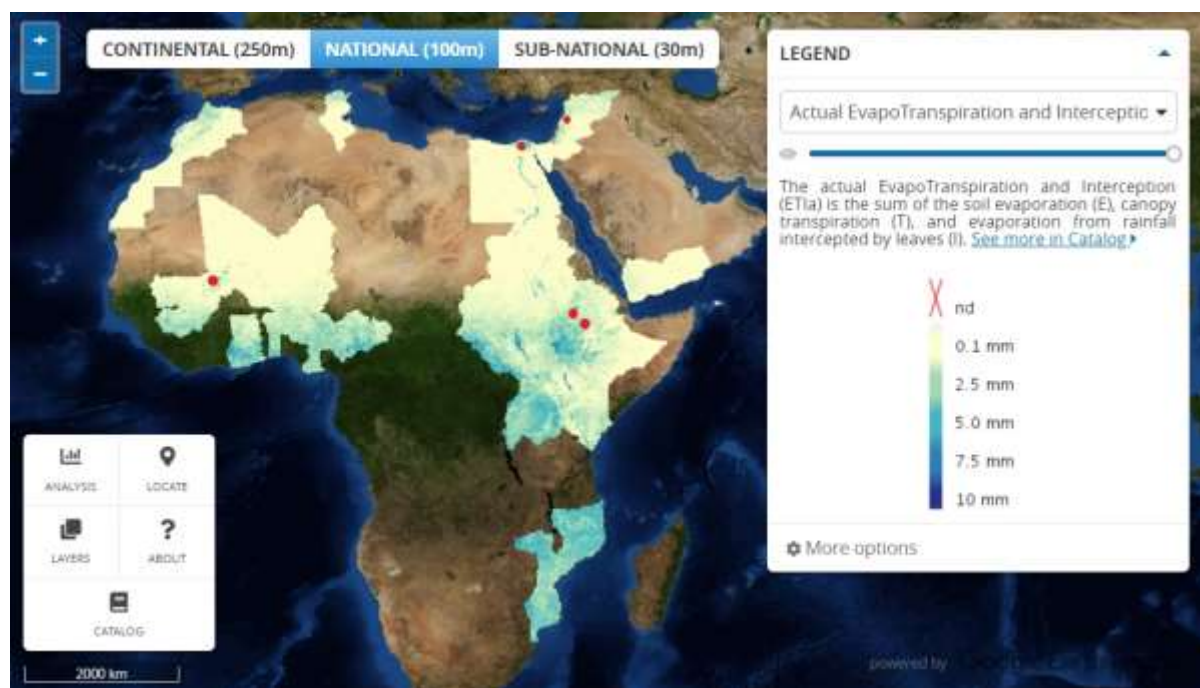 +
−
CONTINENTAL (250m) NATIONAL (100m) SUB-NATIONAL (30m)
LEGEND
Actual EvapoTranspiration and Interceptio
The actual EvapoTranspiration and Interception
(ETIa) is the sum of the soil evaporation (E), canopy
transpiration (T), and evaporation from rainfall
intercepted by leaves (I). See more in Catalog
nd
0.1 mm
2.5 mm
5.0 mm
7.5 mm
10 mm
More options
ANALYSIS LOCATE
LAYERS ? ABOUT
CATALOG
2000 km
powered by